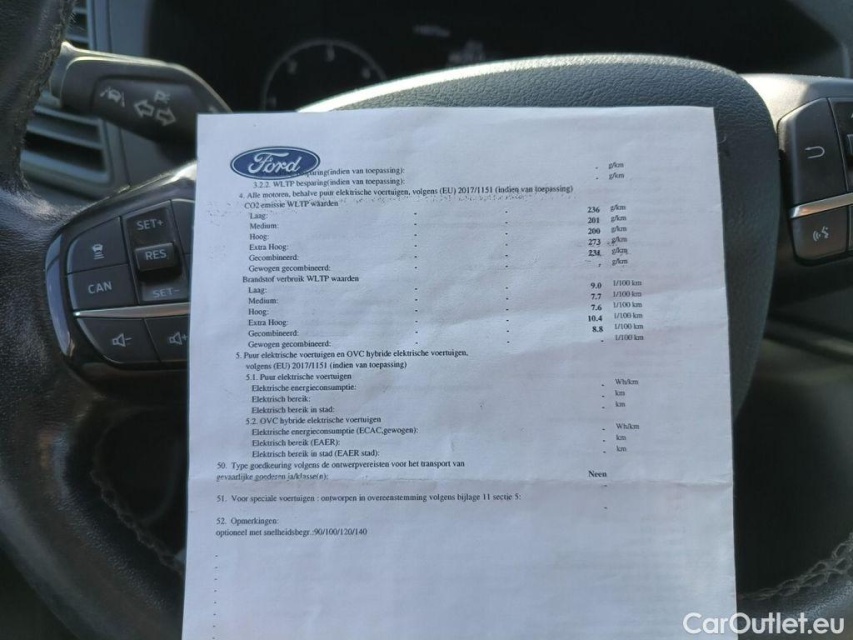 SET+
RES
SET-
CAN
Ford
besparing(indien van toepassing): - g/km
3.2.2. WLTP besparing(indien van toepassing): - g/km
4. Alle motoren, behalve puur elektrische voertuigen, volgens (EU) 2017/1151 (indien van toepassing)
CO2 emissie WLTP waarden
Laag: - - 236 g/km
Medium: - - 201 g/km
Hoog: - - 200 g/km
Extra Hoog: - - 273 g/km
Gecombineerd: - - 231 g/km
Gewogen gecombineerd: - g/km
Brandstof verbruik WLTP waarden
Laag: - - 9.0 l/100 km
Medium: - - 7.7 l/100 km
Hoog: - - 7.6 l/100 km
Extra Hoog: - - 10.4 l/100 km
Gecombineerd: - - 8.8 l/100 km
Gewogen gecombineerd: - l/100 km
5. Puur elektrische voertuigen en OVC hybride elektrische voertuigen,
volgens (EU) 2017/1151 (indien van toepassing)
5.1. Puur elektrische voertuigen
Elektrische energieconsumptie: - Wh/km
Elektrisch bereik: - km
Elektrisch bereik in stad: - km
5.2. OVC hybride elektrische voertuigen
Elektrische energieconsumptie (ECAC,gewogen): - Wh/km
Elektrisch bereik (EAER): - km
Elektrisch bereik in stad (EAER stad): - km
50. Type goedkeuring volgens de ontwerpvereisten voor het transport van
gevaarlijke goederen ja/klasse(n): Neen
51. Voor speciale voertuigen : ontworpen in overeenstemming volgens bijlage 11 sectie 5: -
52. Opmerkingen: -
optioneel met snelheidsbegr.:90/100/120/140
CarOutlet.eu